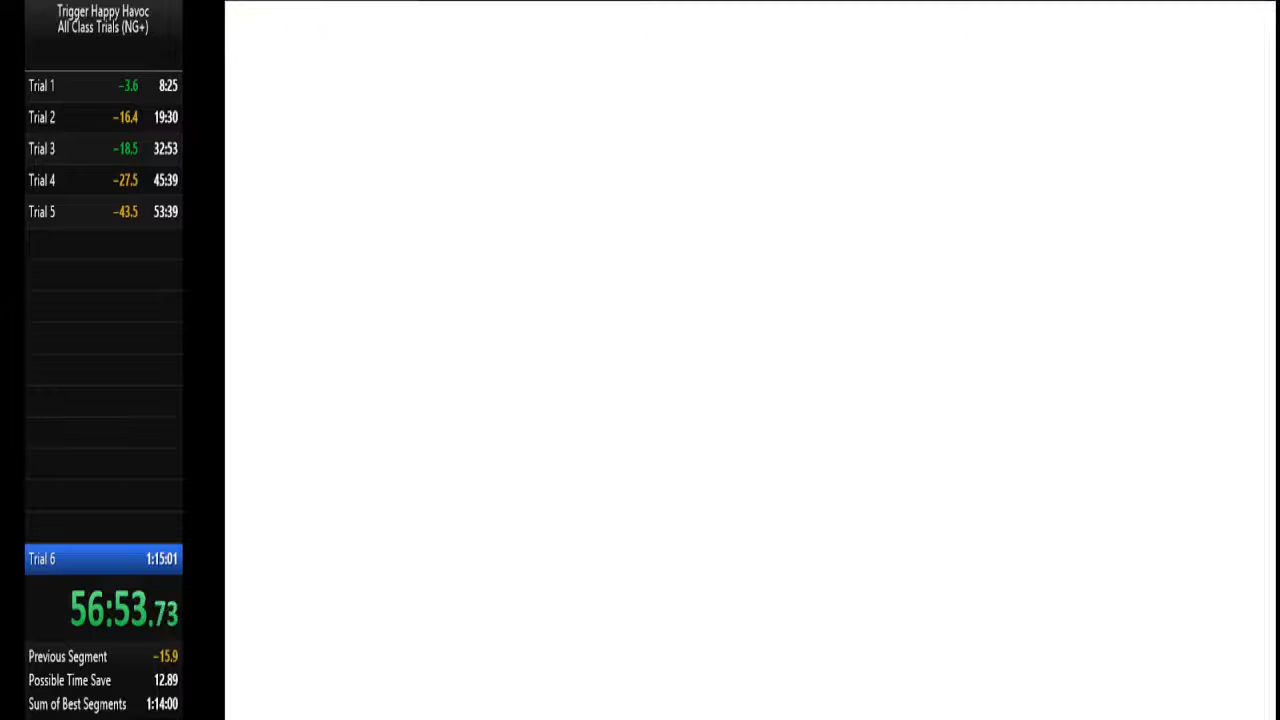 Trigger Happy Havoc
All Class Trials (NG+)
Trial 1 -3.6 8:25
Trial 2 -16.4 19:30
Trial 3 -18.5 32:53
Trial 4 -27.5 45:39
Trial 5 -43.5 53:39
Trial 6 1:15:01
56:53.73
Previous Segment -15.9
Possible Time Save 12.89
Sum of Best Segments 1:14:00